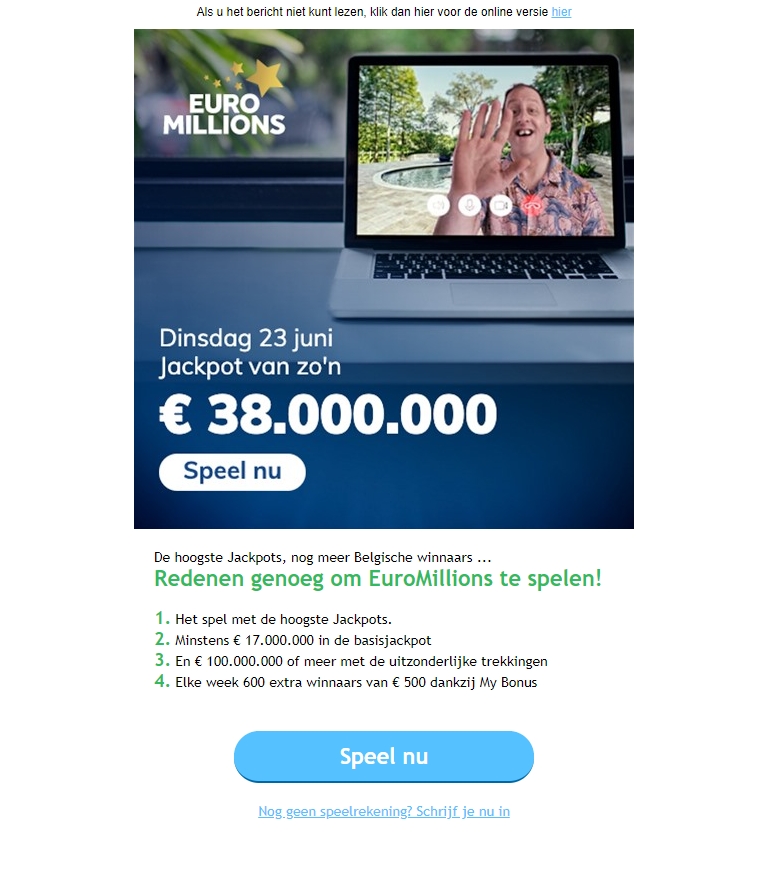 Als u het bericht niet kunt lezen, klik dan hier voor de online versie hier
EURO
MILLIONS
Dinsdag 23 juni
Jackpot van zo'n
€ 38.000.000
Speel nu
De hoogste Jackpots, nog meer Belgische winnaars ...
Redenen genoeg om EuroMillions te spelen!
1. Het spel met de hoogste Jackpots.
2. Minstens € 17.000.000 in de basisjackpot
3. En € 100.000.000 of meer met de uitzonderlijke trekkingen
4. Elke week 600 extra winnaars van € 500 dankzij My Bonus
Speel nu
Nog geen speelrekening? Schrijf je nu in